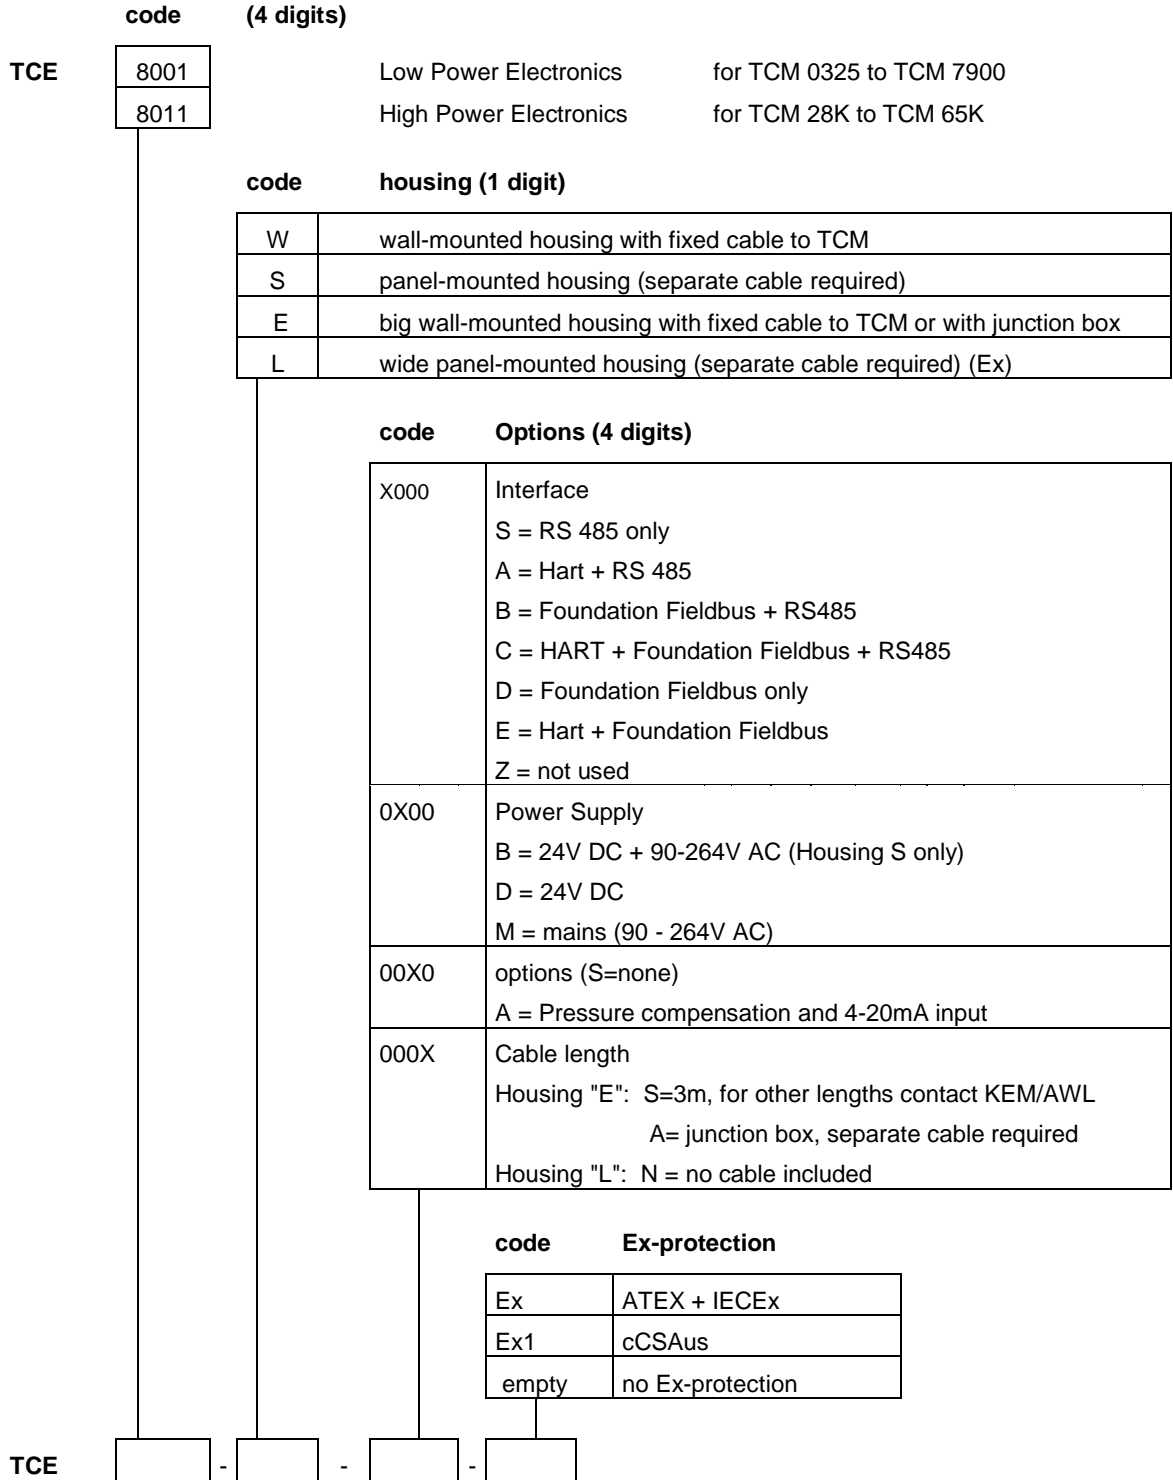 code (4 digits)
TCE 8001 Low Power Electronics for TCM 0325 to TCM 7900
8011 High Power Electronics for TCM 28K to TCM 65K
code housing (1 digit)
W wall-mounted housing with fixed cable to TCM
S panel-mounted housing (separate cable required)
E big wall-mounted housing with fixed cable to TCM or with junction box
L wide panel-mounted housing (separate cable required) (Ex)
code Options (4 digits)
X000 Interface
S = RS 485 only
A = Hart + RS 485
B = Foundation Fieldbus + RS485
C = HART + Foundation Fieldbus + RS485
D = Foundation Fieldbus only
E = Hart + Foundation Fieldbus
Z = not used
0X00 Power Supply
B = 24V DC + 90-264V AC (Housing S only)
D = 24V DC
M = mains (90 - 264V AC)
00X0 options (S=none)
A = Pressure compensation and 4-20mA input
000X Cable length
Housing "E": S=3m, for other lengths contact KEM/AWL
A= junction box, separate cable required
Housing "L": N = no cable included
code Ex-protection
Ex ATEX + IECEx
Ex1 cCSAus
empty no Ex-protection
TCE - - -